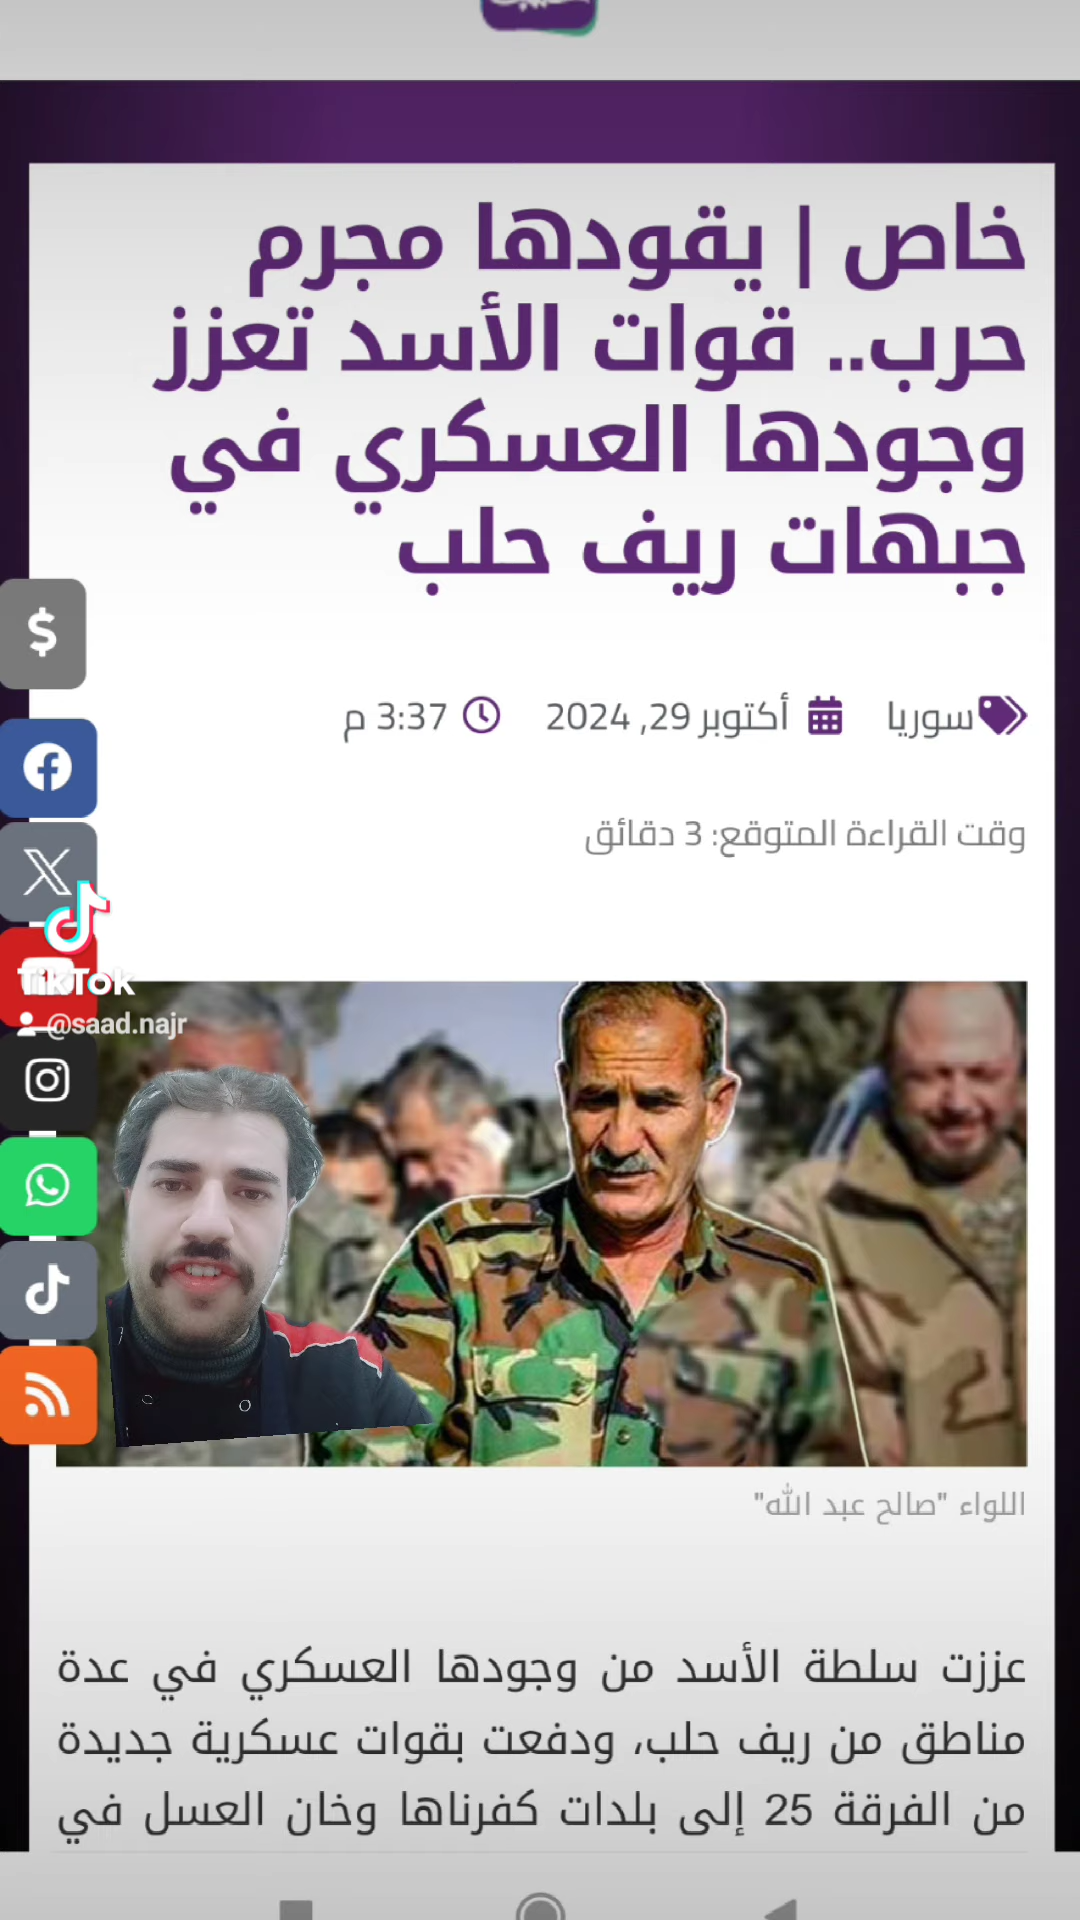 خاص | يقودها مجرم
حرب.. قوات الأسد تعزز
وجودها العسكري في
جبهات ريف حلب
سوريا أكتوبر 29, 2024 3:37 م
وقت القراءة المتوقع: 3 دقائق
TikTok
@saad.najr
اللواء "صالح عبد الله"
عززت سلطة الأسد من وجودها العسكري في عدة
مناطق من ريف حلب، ودفعت بقوات عسكرية جديدة
من الفرقة 25 إلى بلدات كفرناها وخان العسل في